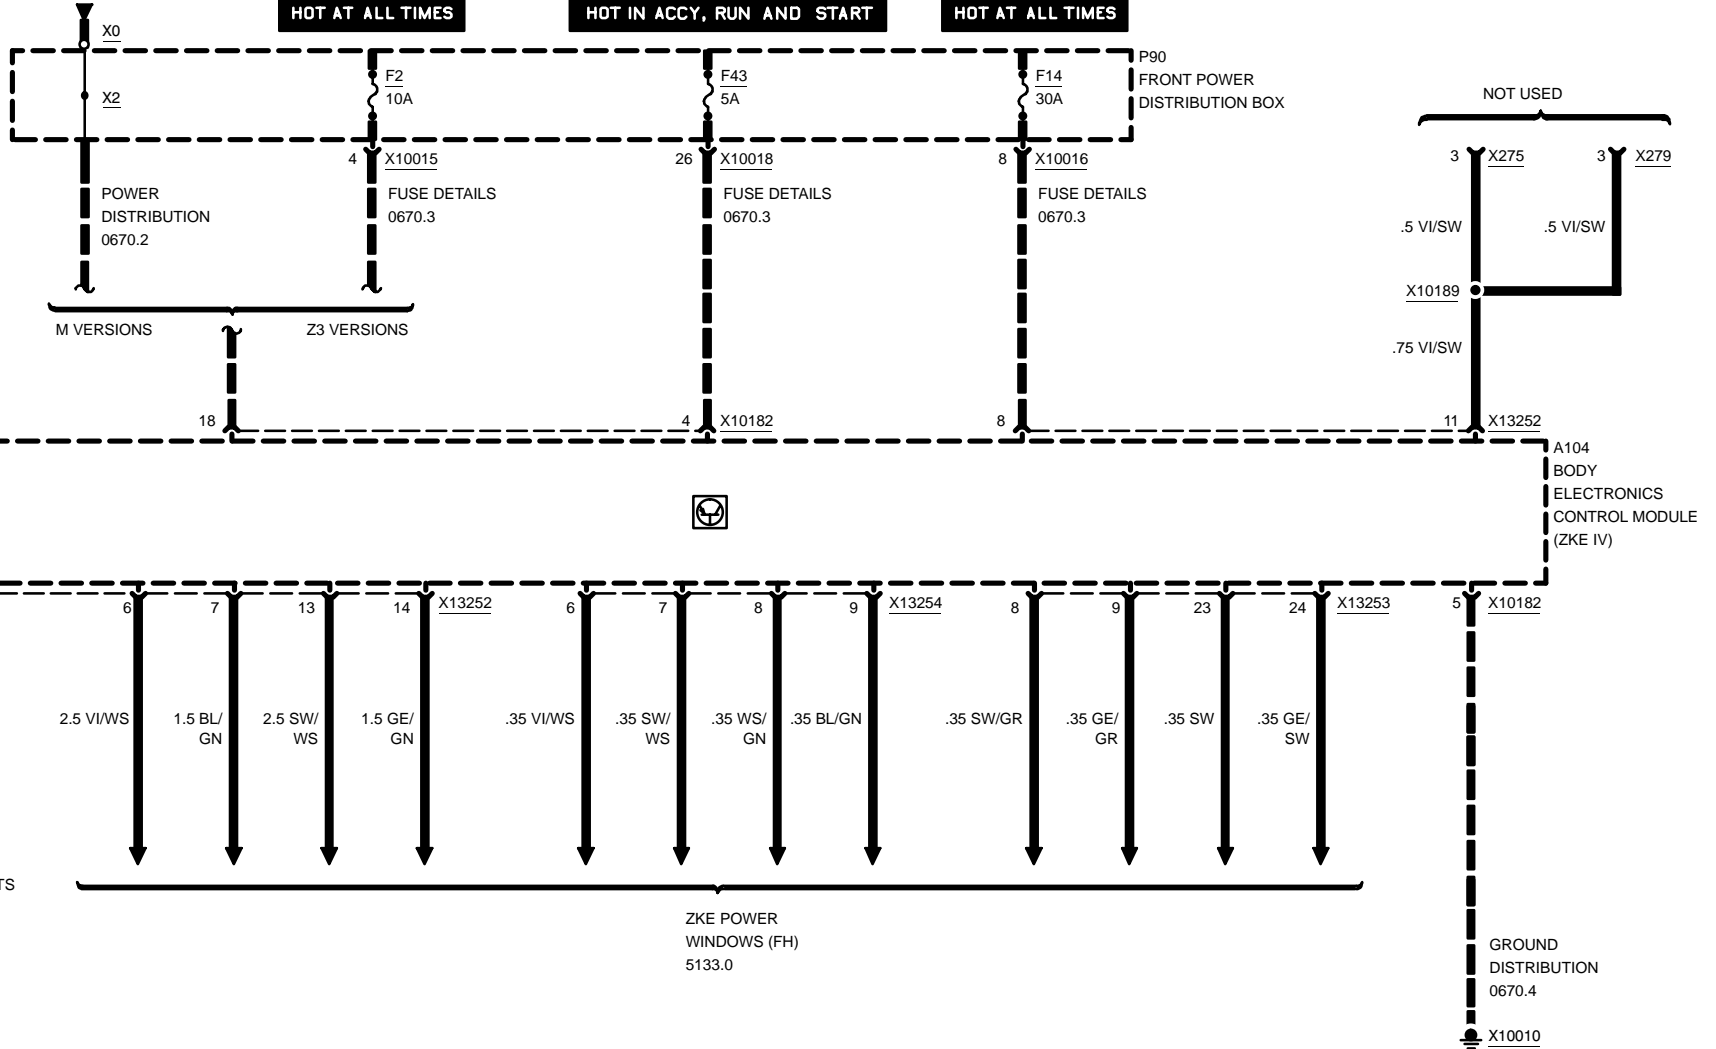 HOT AT ALL TIMES
HOT IN ACCY, RUN AND START
HOT AT ALL TIMES
X0
X2
F2
10A
F43
5A
F14
30A
P90
FRONT POWER
DISTRIBUTION BOX
NOT USED
4 X10015
26 X10018
8 X10016
3 X275
3 X279
POWER
DISTRIBUTION
0670.2
FUSE DETAILS
0670.3
FUSE DETAILS
0670.3
FUSE DETAILS
0670.3
.5 VI/SW
.5 VI/SW
X10189
M VERSIONS
Z3 VERSIONS
.75 VI/SW
18
4 X10182
8
11 X13252
A104
BODY
ELECTRONICS
CONTROL MODULE
(ZKE IV)
6
7
13
14 X13252
6
7
8
9 X13254
8
9
23
24 X13253
5 X10182
2.5 VI/WS
1.5 BL/
GN
2.5 SW/
WS
1.5 GE/
GN
.35 VI/WS
.35 SW/
WS
.35 WS/
GN
.35 BL/GN
.35 SW/GR
.35 GE/
GR
.35 SW
.35 GE/
SW
TS
ZKE POWER
WINDOWS (FH)
5133.0
GROUND
DISTRIBUTION
0670.4
X10010